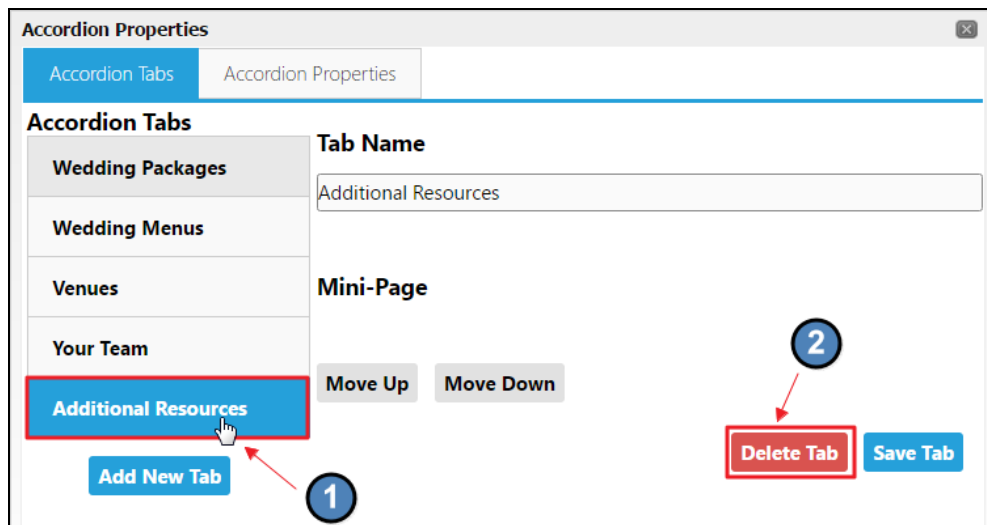 Accordion Properties
Accordion Tabs
Accordion Properties
Accordion Tabs
Wedding Packages
Wedding Menus
Venues
Your Team
Additional Resources
Add New Tab
1
Tab Name
Additional Resources
Mini-Page
Move Up
Move Down
2
Delete Tab
Save Tab